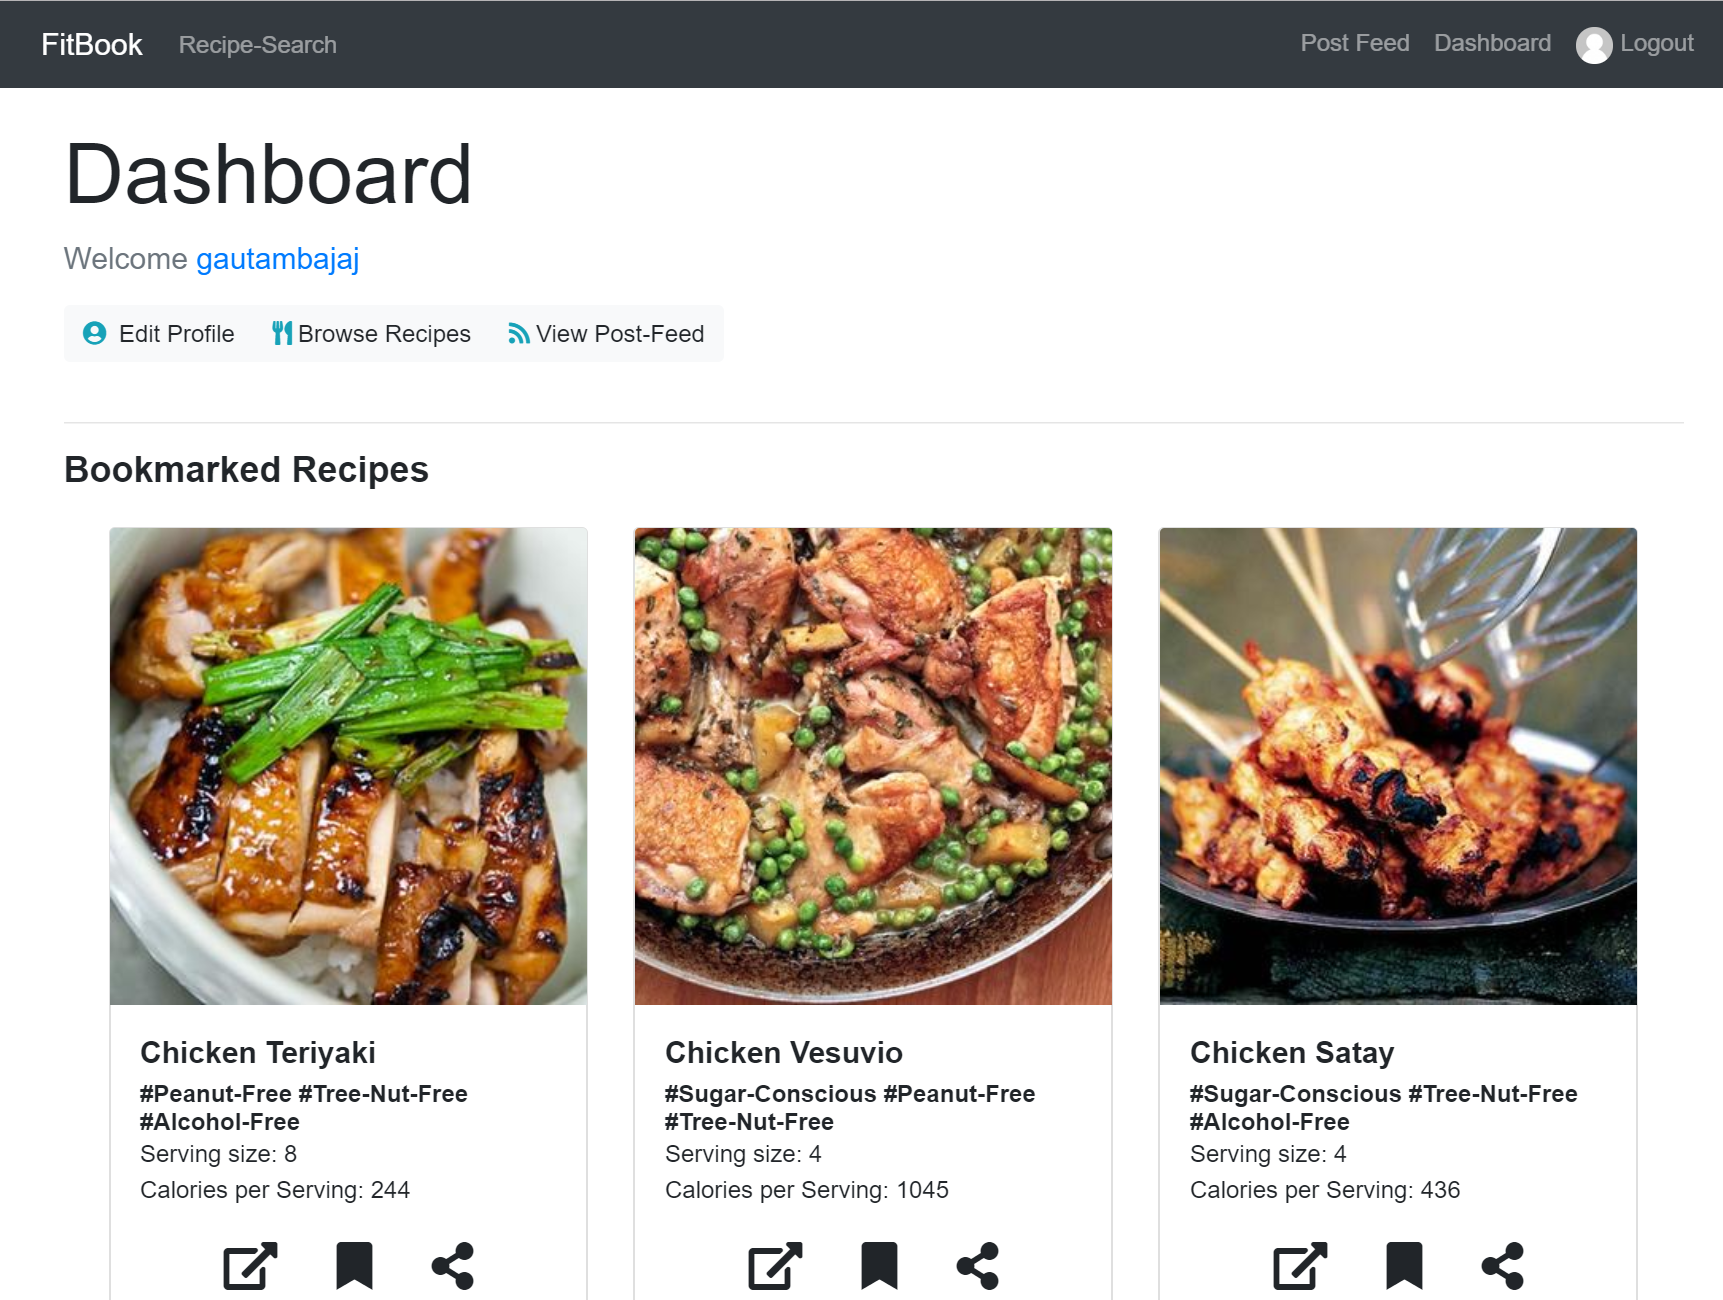 FitBook Recipe-Search Post Feed Dashboard Logout
Dashboard
Welcome gautambajaj
Edit Profile Browse Recipes View Post-Feed
Bookmarked Recipes
Chicken Teriyaki
#Peanut-Free #Tree-Nut-Free
#Alcohol-Free
Serving size: 8
Calories per Serving: 244
Chicken Vesuvio
#Sugar-Conscious #Peanut-Free
#Tree-Nut-Free
Serving size: 4
Calories per Serving: 1045
Chicken Satay
#Sugar-Conscious #Tree-Nut-Free
#Alcohol-Free
Serving size: 4
Calories per Serving: 436